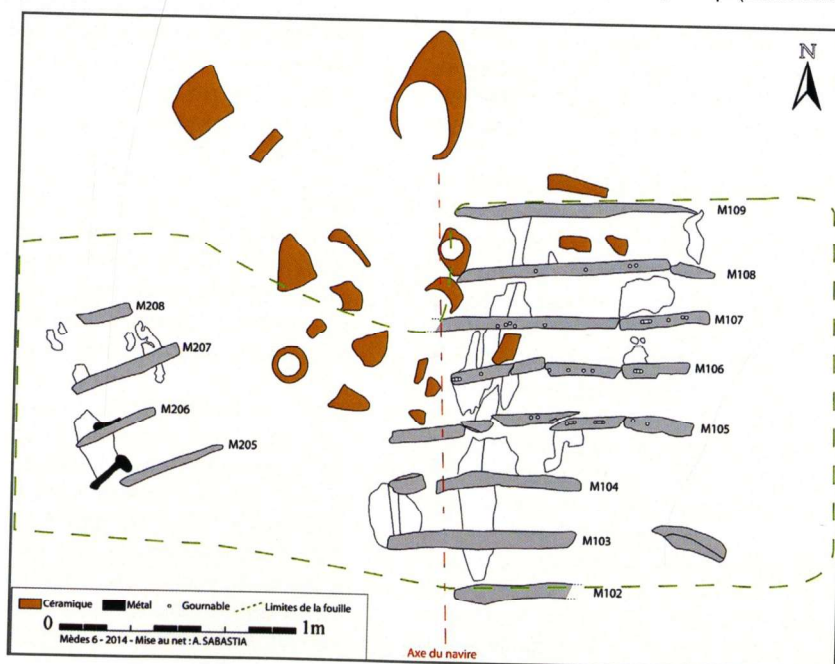 N
M109
M108
M208
M107
M207
M106
M206
M105
M205
M104
M103
M102
Céramique Métal Gournable Limites de la fouille
0 1m
Mèdes 6 - 2014 - Mise au net : A. SABASTIA
Axe du navire